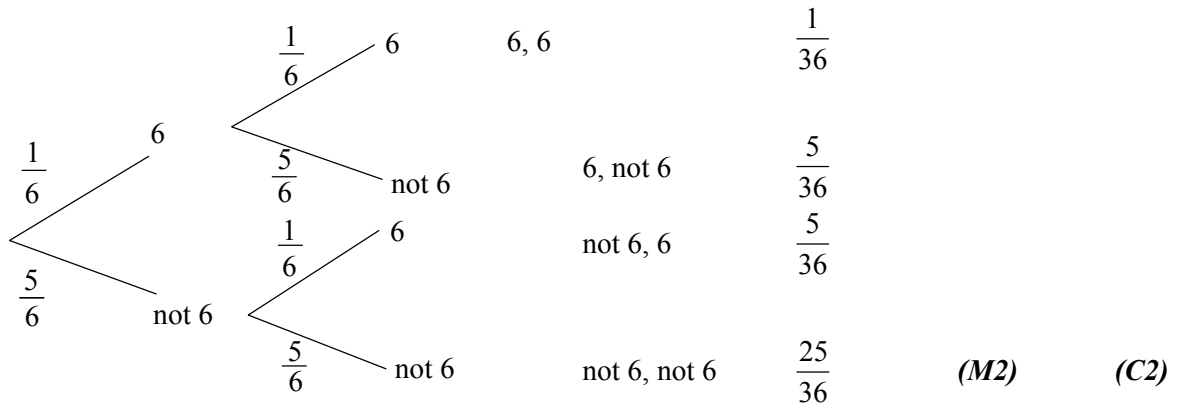 1/6 6 6, 6 1/36
1/6 6
5/6 not 6 6, not 6 5/36
1/6 6 not 6, 6 5/36
5/6 not 6
5/6 not 6 not 6, not 6 25/36 (M2) (C2)